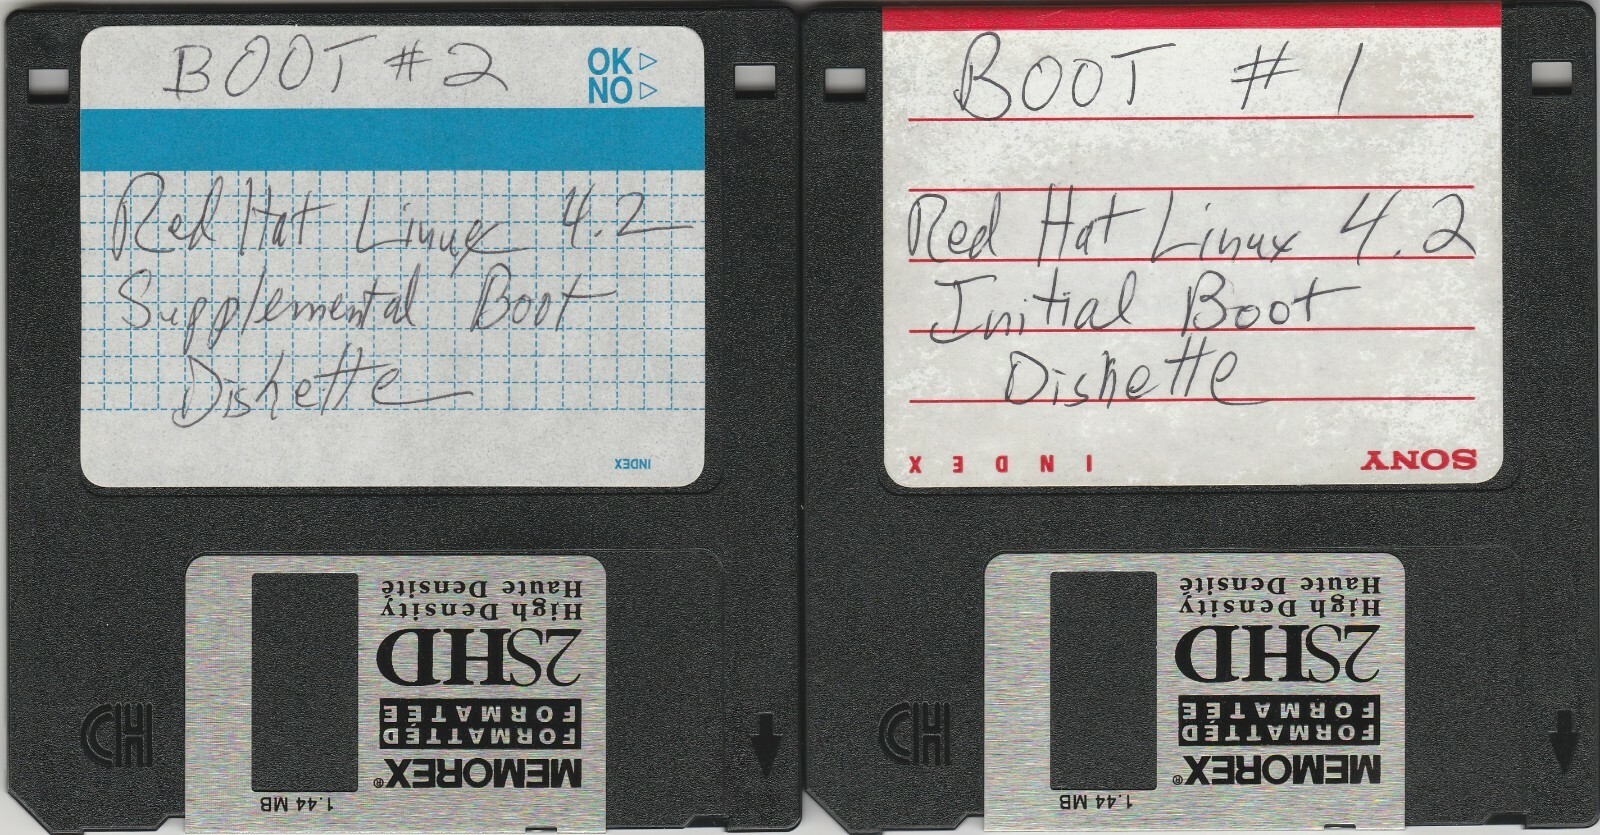 BOOT #2
OK ▷
NO ▷
Red Hat Linux 4.2
Supplemental Boot
Diskette
INDEX
High Density
Haute Densité
2SHD
FORMATTED
FORMATÉE
MEMOREX®
1.44 MB
BOOT #1
Red Hat Linux 4.2
Initial Boot
Diskette
INDEX
SONY
High Density
Haute Densité
2SHD
FORMATTED
FORMATÉE
MEMOREX®
1.44 MB